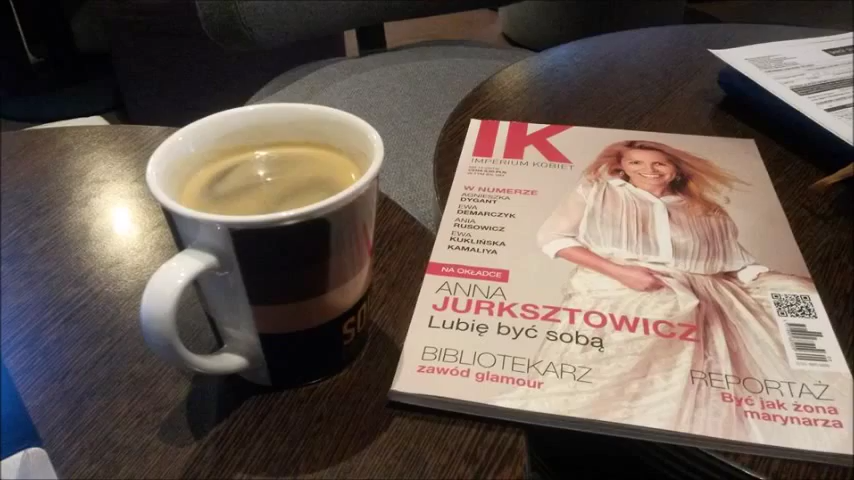 IK
IMPERIUM KOBIET
W NUMERZE
AGNIESZKA
DYGANT
EWA
DEMARCZYK
ANIA
RUSOWICZ
EWA
KUKLIŃSKA
KAMALIYA
NA OKŁADCE
ANNA
JURKSZTOWICZ
Lubię być sobą
BIBLIOTEKARZ
zawód glamour
REPORTAŻ
Być jak żona
marynarza